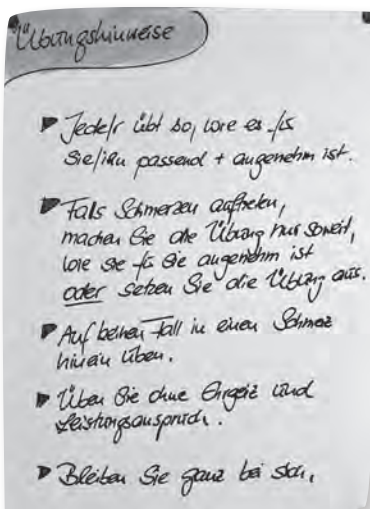 Übungshinweise
Jede/r übt so, wie es für
Sie/ihn passend + angenehm ist.
Falls Schmerzen auftreten,
machen Sie die Übung nur soweit,
wie sie für Sie angenehm ist
oder setzen Sie die Übung aus.
Auf keinen Fall in einen Schmerz
hinein üben.
Üben Sie ohne Ehrgeiz und
Leistungsanspruch.
Bleiben Sie ganz bei sich,